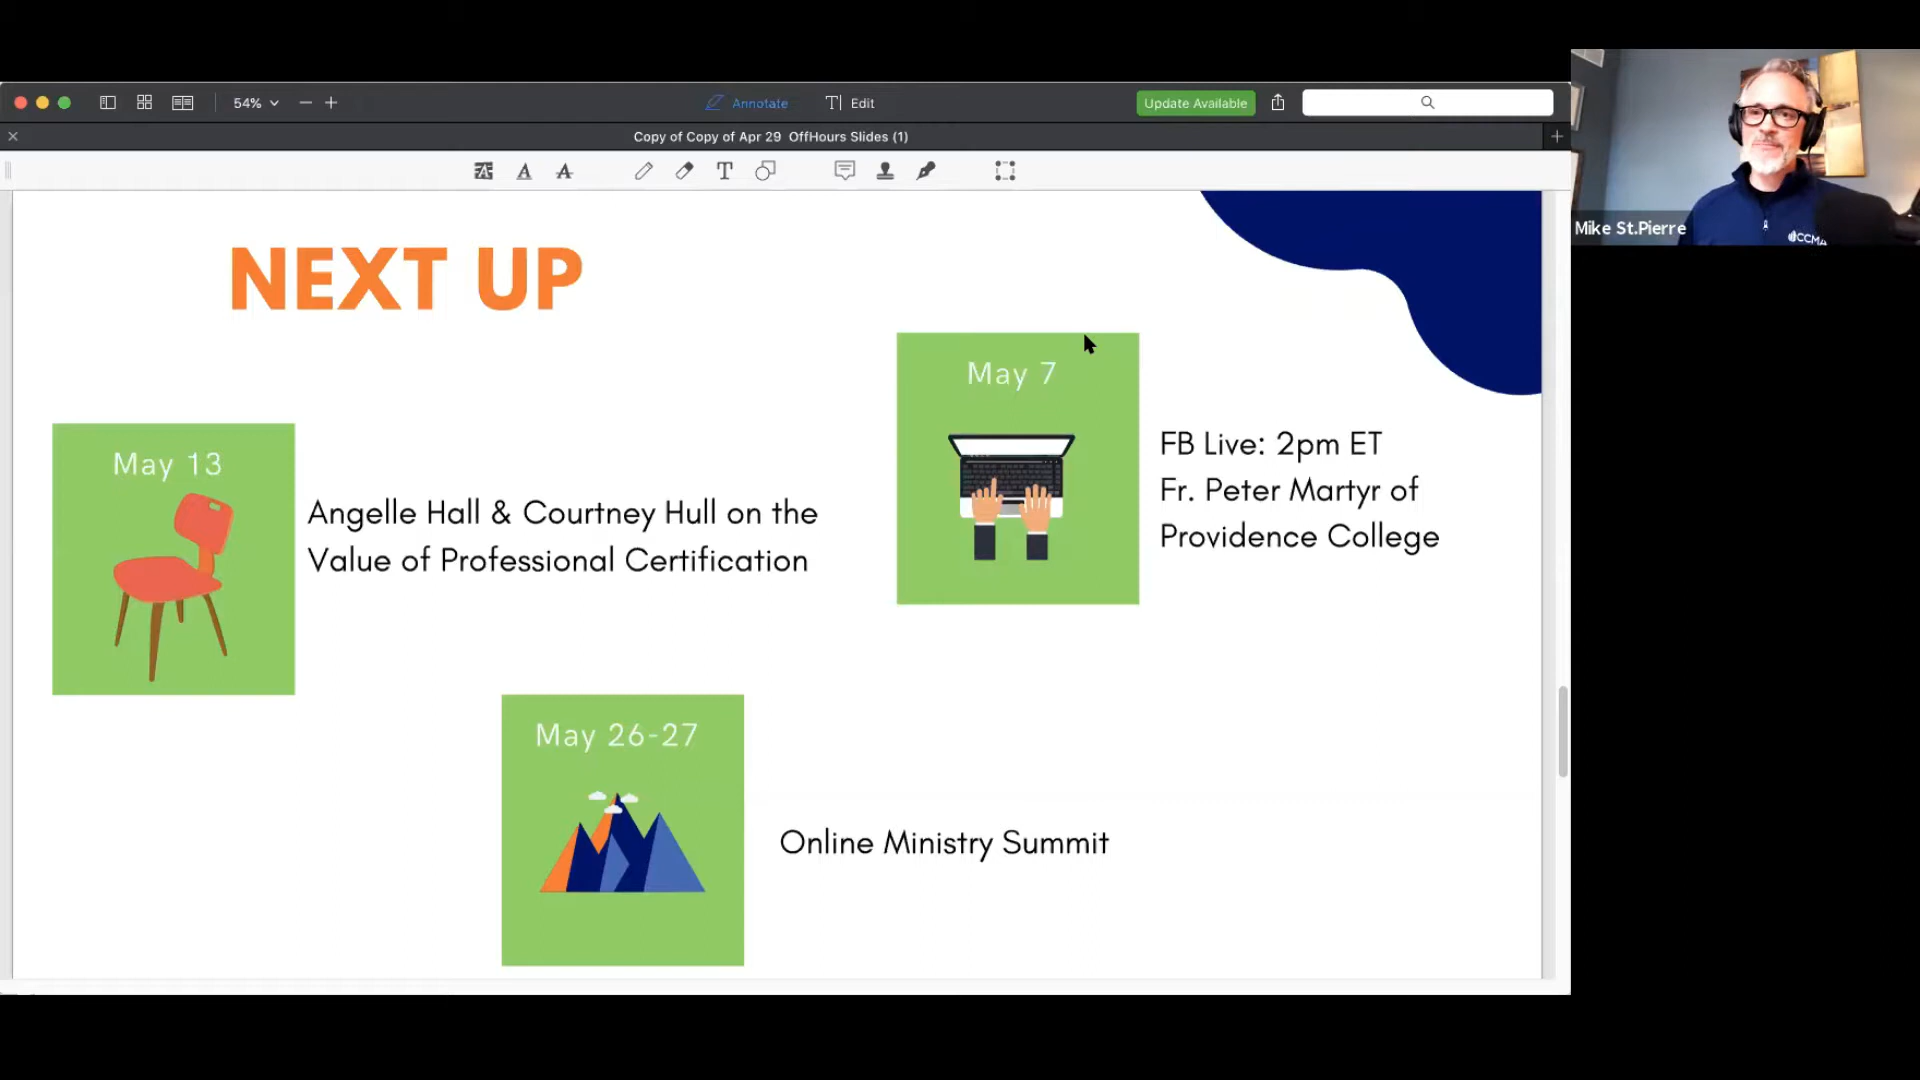 54%
Annotate
T| Edit
Update Available
Copy of Copy of Apr 29 OffHours Slides (1)
NEXT UP
May 7
FB Live: 2pm ET
Fr. Peter Martyr of
Providence College
May 13
Angelle Hall & Courtney Hull on the
Value of Professional Certification
May 26-27
Online Ministry Summit
Mike St.Pierre
CCMA